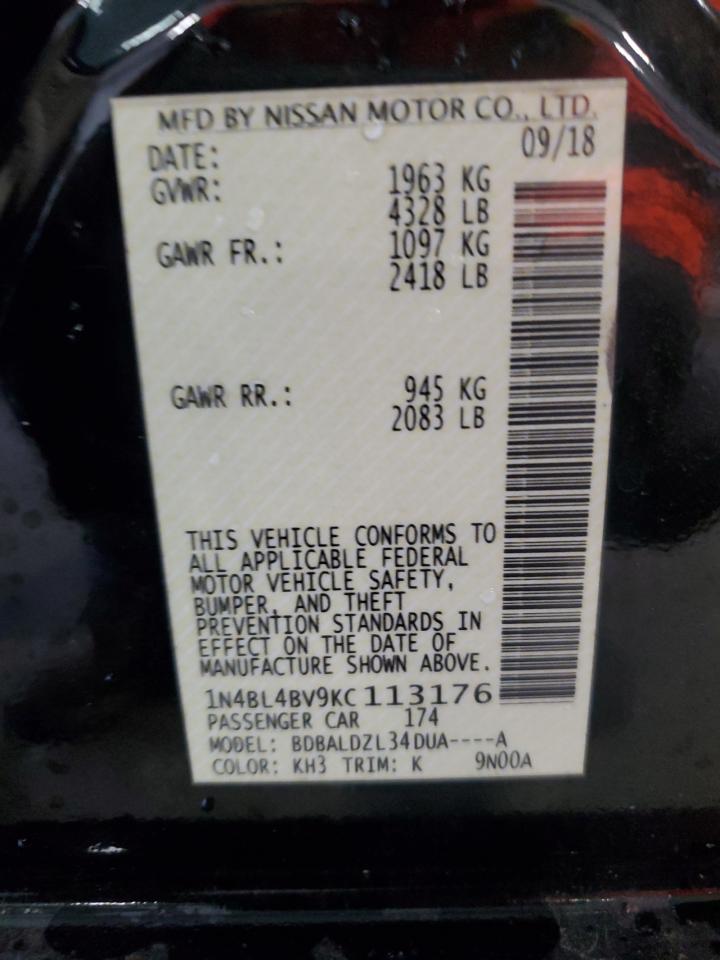 MFD BY NISSAN MOTOR CO., LTD.
DATE: 09/18
GVWR: 1963 KG
4328 LB
GAWR FR.: 1097 KG
2418 LB
GAWR RR.: 945 KG
2083 LB
THIS VEHICLE CONFORMS TO
ALL APPLICABLE FEDERAL
MOTOR VEHICLE SAFETY,
BUMPER, AND THEFT
PREVENTION STANDARDS IN
EFFECT ON THE DATE OF
MANUFACTURE SHOWN ABOVE.
1N4BL4BV9KC113176
PASSENGER CAR 174
MODEL: BDBALDZL34DUA----A
COLOR: KH3 TRIM: K 9N00A